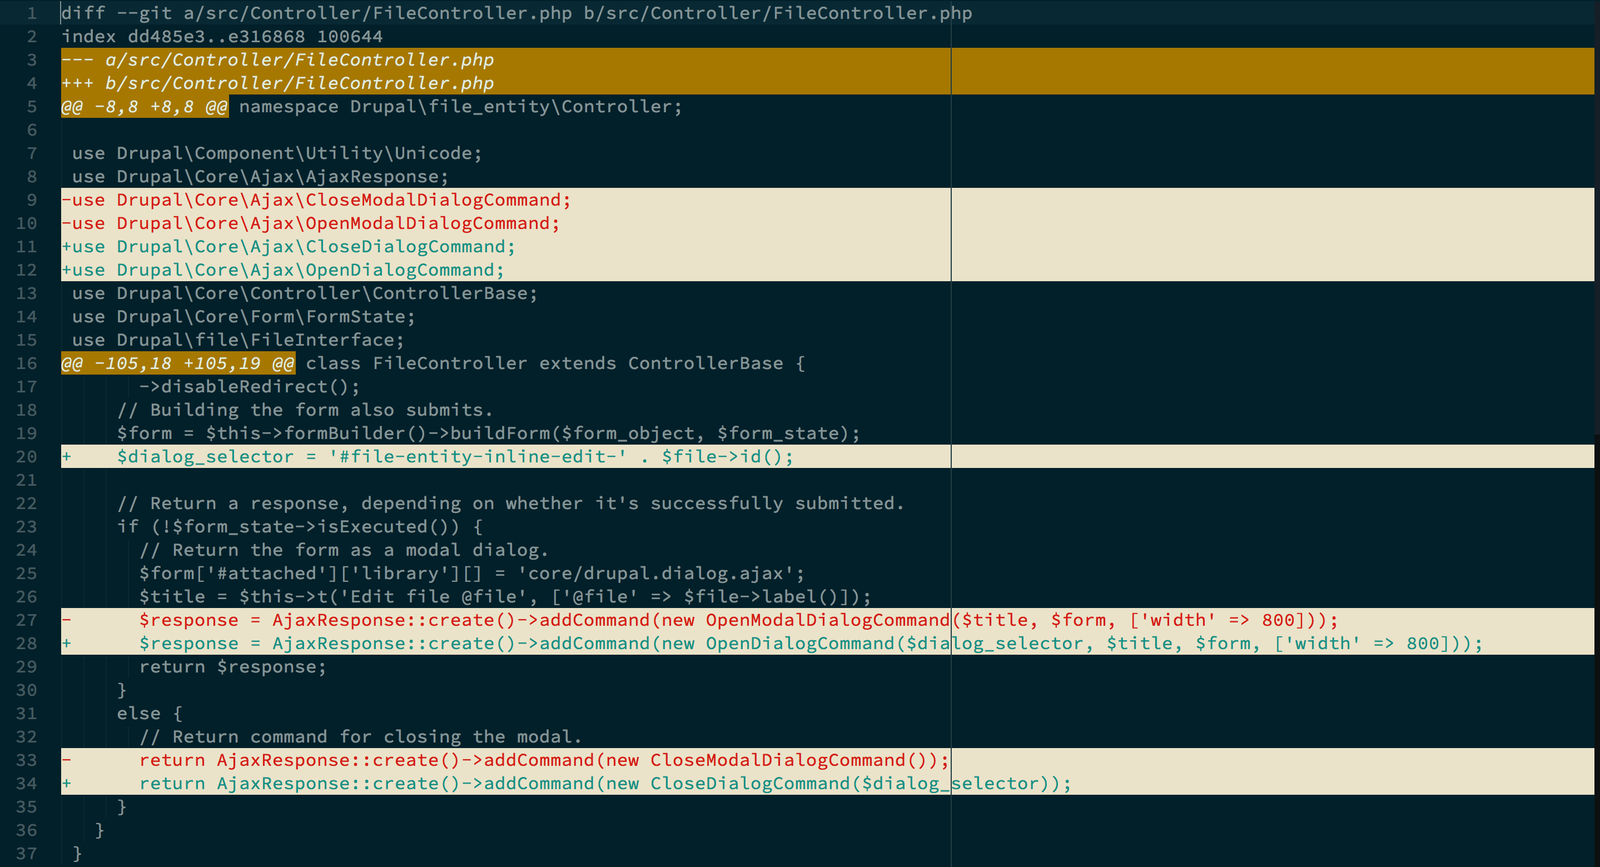 1 diff --git a/src/Controller/FileController.php b/src/Controller/FileController.php
2 index dd485e3..e316868 100644
3 --- a/src/Controller/FileController.php
4 +++ b/src/Controller/FileController.php
5 @@ -8,8 +8,8 @@ namespace Drupal\file_entity\Controller;
6
7  use Drupal\Component\Utility\Unicode;
8  use Drupal\Core\Ajax\AjaxResponse;
9 -use Drupal\Core\Ajax\CloseModalDialogCommand;
10 -use Drupal\Core\Ajax\OpenModalDialogCommand;
11 +use Drupal\Core\Ajax\CloseDialogCommand;
12 +use Drupal\Core\Ajax\OpenDialogCommand;
13  use Drupal\Core\Controller\ControllerBase;
14  use Drupal\Core\Form\FormState;
15  use Drupal\file\FileInterface;
16 @@ -105,18 +105,19 @@ class FileController extends ControllerBase {
17        ->disableRedirect();
18      // Building the form also submits.
19      $form = $this->formBuilder()->buildForm($form_object, $form_state);
20 +    $dialog_selector = '#file-entity-inline-edit-' . $file->id();
21
22      // Return a response, depending on whether it's successfully submitted.
23      if (!$form_state->isExecuted()) {
24        // Return the form as a modal dialog.
25        $form['#attached']['library'][] = 'core/drupal.dialog.ajax';
26        $title = $this->t('Edit file @file', ['@file' => $file->label()]);
27 -      $response = AjaxResponse::create()->addCommand(new OpenModalDialogCommand($title, $form, ['width' => 800]));
28 +      $response = AjaxResponse::create()->addCommand(new OpenDialogCommand($dialog_selector, $title, $form, ['width' => 800]));
29        return $response;
30      }
31      else {
32        // Return command for closing the modal.
33 -      return AjaxResponse::create()->addCommand(new CloseModalDialogCommand());
34 +      return AjaxResponse::create()->addCommand(new CloseDialogCommand($dialog_selector));
35      }
36    }
37  }